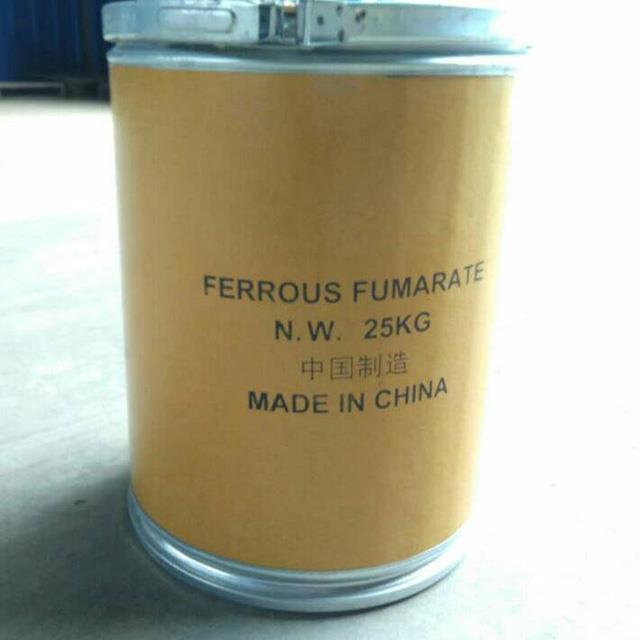 FERROUS FUMARATE
N.W. 25KG
中国制造
MADE IN CHINA